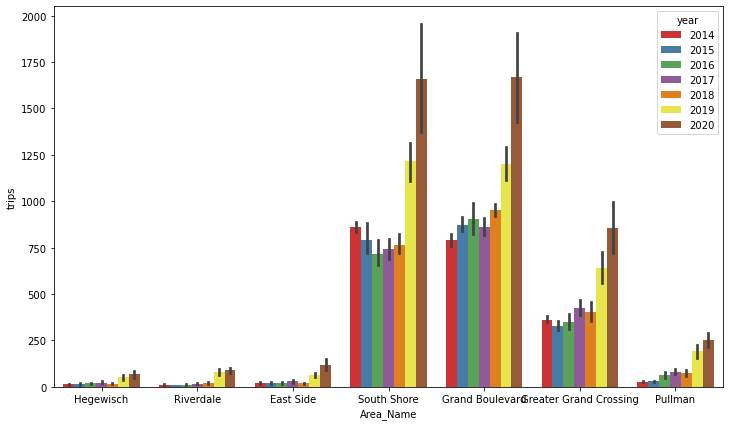 2000
1750
1500
1250
1000
750
500
250
0
trips
year
2014
2015
2016
2017
2018
2019
2020
Hegewisch
Riverdale
East Side
South Shore
Grand Boulevard
Greater Grand Crossing
Pullman
Area_Name